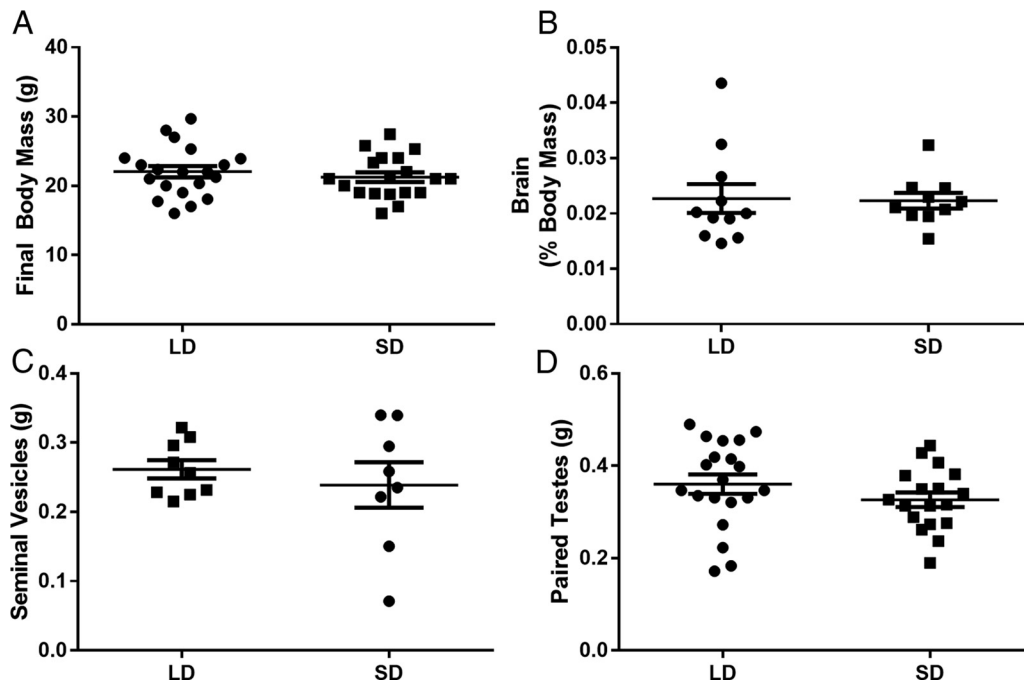 A
Final Body Mass (g)
40
30
20
10
0
LD
SD
B
Brain
(% Body Mass)
0.05
0.04
0.03
0.02
0.01
0.00
LD
SD
C
Seminal Vesicles (g)
0.4
0.3
0.2
0.1
0.0
LD
SD
D
Paired Testes (g)
0.6
0.4
0.2
0.0
LD
SD